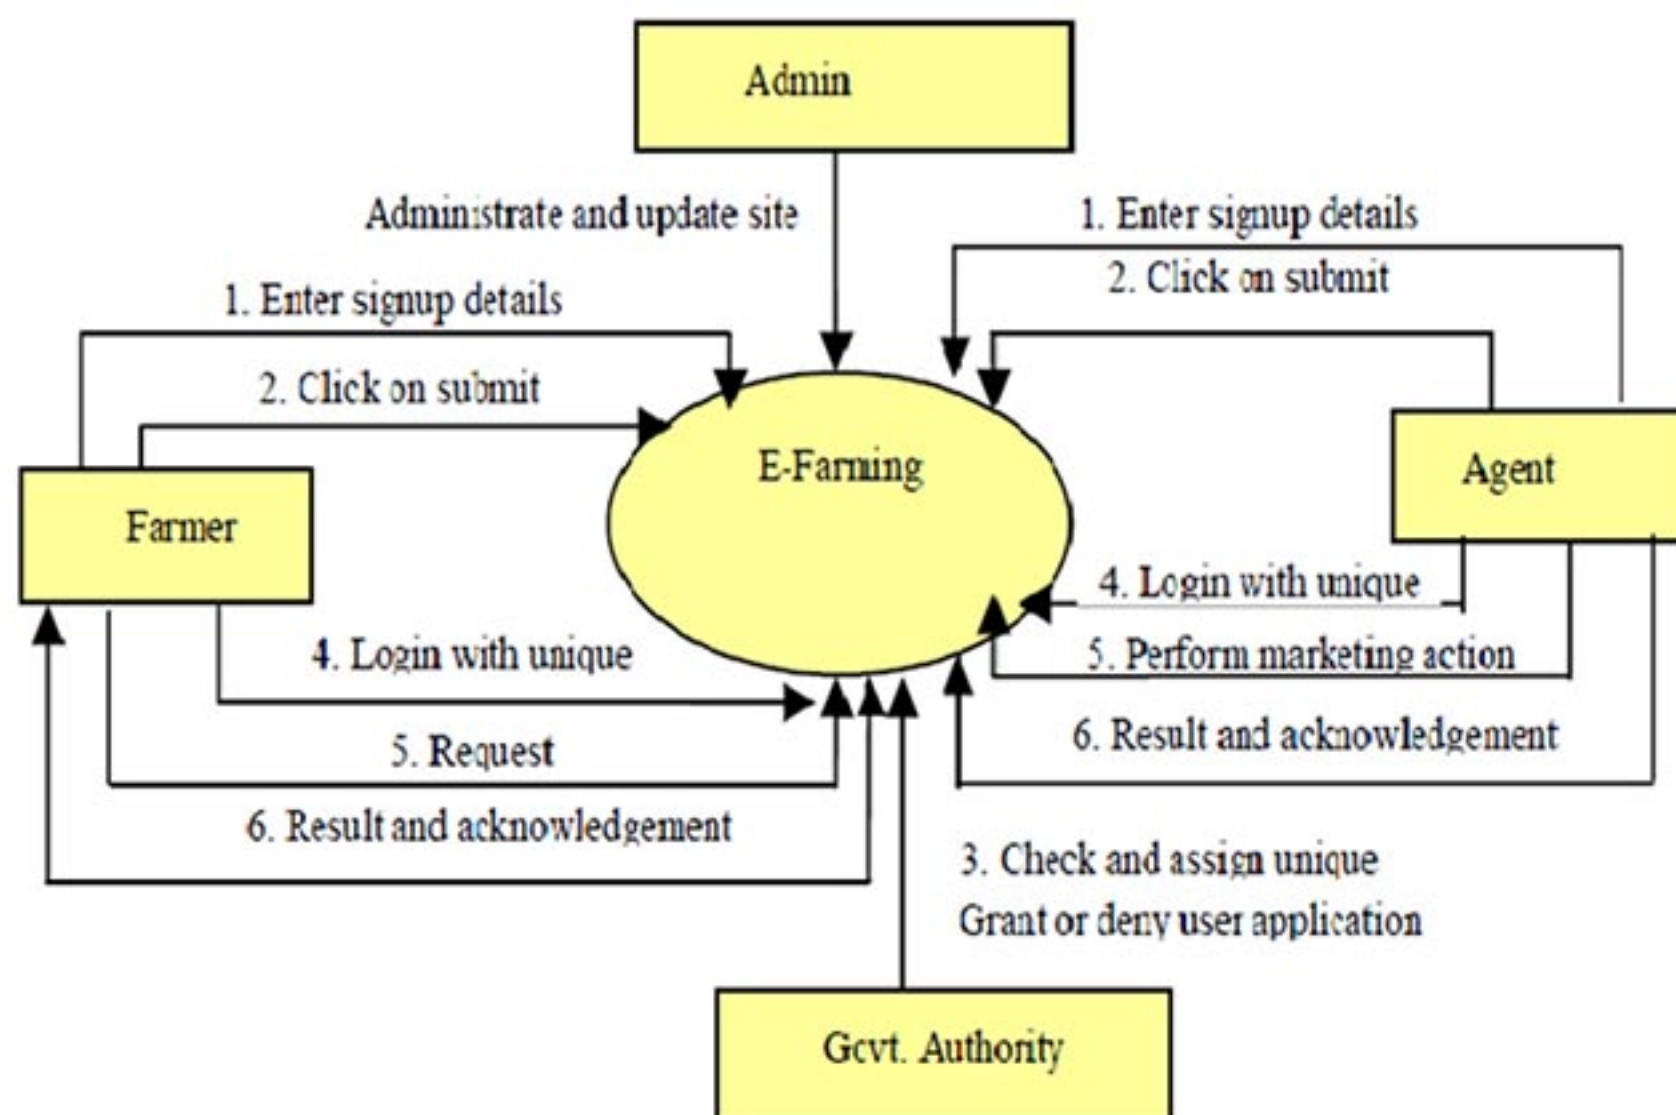 Admin
Administrate and update site
1. Enter signup details
2. Click on submit
1. Enter signup details
2. Click on submit
E-Farming
Agent
Farmer
4. Login with unique
4. Login with unique
5. Perform marketing action
5. Request
6. Result and acknowledgement
6. Result and acknowledgement
3. Check and assign unique
Grant or deny user application
Govt. Authority